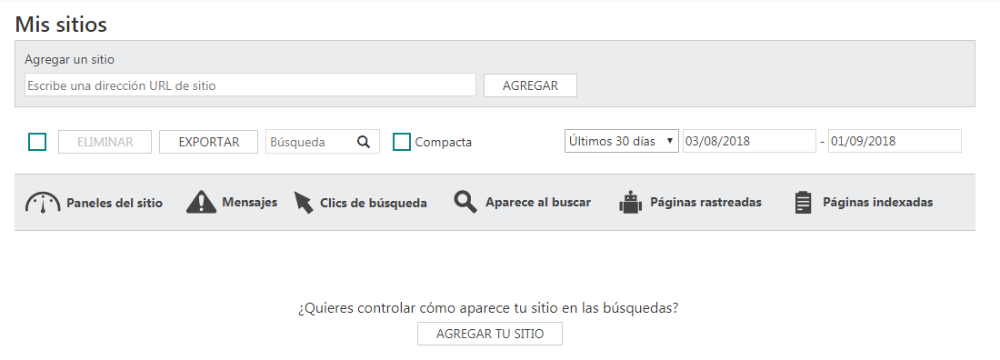 Mis sitios
Agregar un sitio
Escribe una dirección URL de sitio AGREGAR
ELIMINAR EXPORTAR Búsqueda Compacta Últimos 30 días 03/08/2018 - 01/09/2018
Paneles del sitio Mensajes Clics de búsqueda Aparece al buscar Páginas rastreadas Páginas indexadas
¿Quieres controlar cómo aparece tu sitio en las búsquedas?
AGREGAR TU SITIO